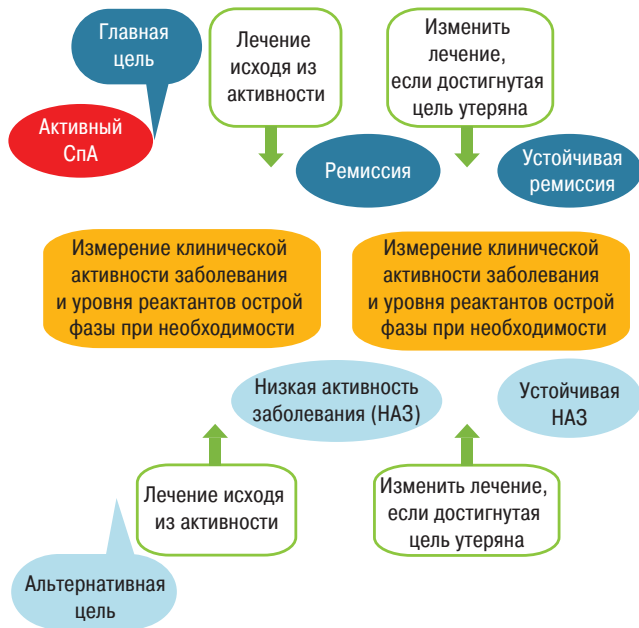 Главная
цель
Лечение
исходя из
активности
Изменить
лечение,
если достигнутая
цель утеряна
Активный
СпА
Ремиссия
Устойчивая
ремиссия
Измерение клинической
активности заболевания
и уровня реактантов острой
фазы при необходимости
Измерение клинической
активности заболевания
и уровня реактантов острой
фазы при необходимости
Низкая активность
заболевания (НАЗ)
Устойчивая
НАЗ
Лечение исходя
из активности
Изменить лечение,
если достигнутая
цель утеряна
Альтернативная
цель